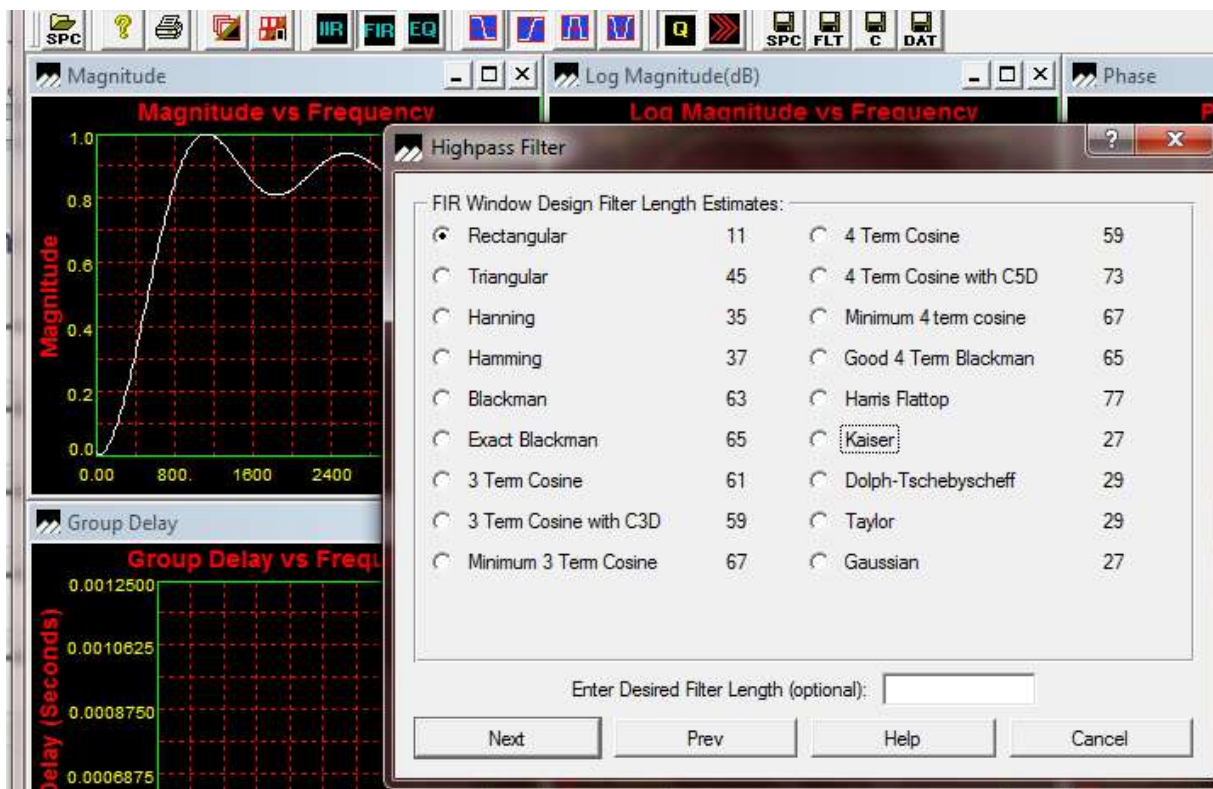 SPC IIR FIR EQ Q SPC FLT C DAT
Magnitude
Magnitude vs Frequency
1.0
0.8
0.6
0.4
0.2
0.0
Magnitude
0.00 800. 1600 2400
Log Magnitude(dB)
Log Magnitude vs Frequency
Phase
P
Group Delay
Group Delay vs Frequ
0.0012500
0.0010625
0.0008750
0.0006875
Delay (Seconds)
Highpass Filter
FIR Window Design Filter Length Estimates:
Rectangular 11
Triangular 45
Hanning 35
Hamming 37
Blackman 63
Exact Blackman 65
3 Term Cosine 61
3 Term Cosine with C3D 59
Minimum 3 Term Cosine 67
4 Term Cosine 59
4 Term Cosine with C5D 73
Minimum 4 term cosine 67
Good 4 Term Blackman 65
Harris Flattop 77
Kaiser 27
Dolph-Tschebyscheff 29
Taylor 29
Gaussian 27
Enter Desired Filter Length (optional):
Next Prev Help Cancel